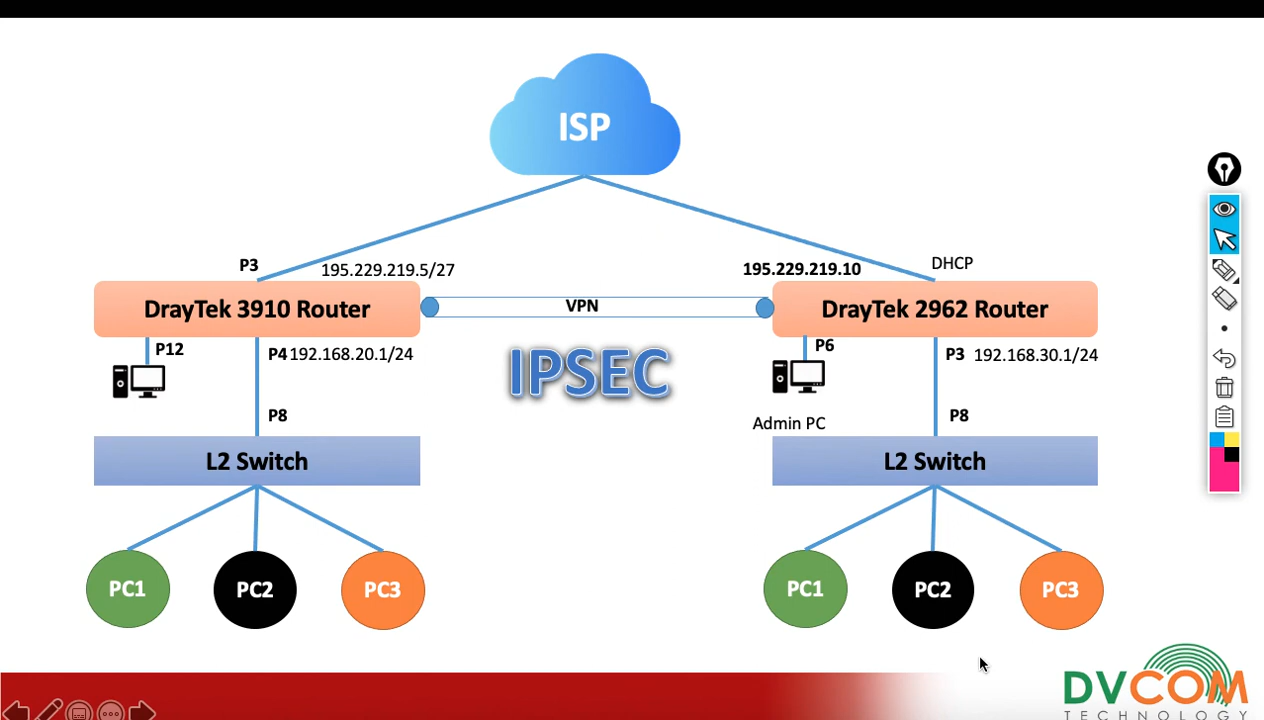 ISP
P3
195.229.219.5/27
195.229.219.10
DHCP
DrayTek 3910 Router
VPN
DrayTek 2962 Router
P12
P4 192.168.20.1/24
IPSEC
P6
P3 192.168.30.1/24
P8
Admin PC
P8
L2 Switch
L2 Switch
PC1
PC2
PC3
PC1
PC2
PC3
DVCOM
TECHNOLOGY